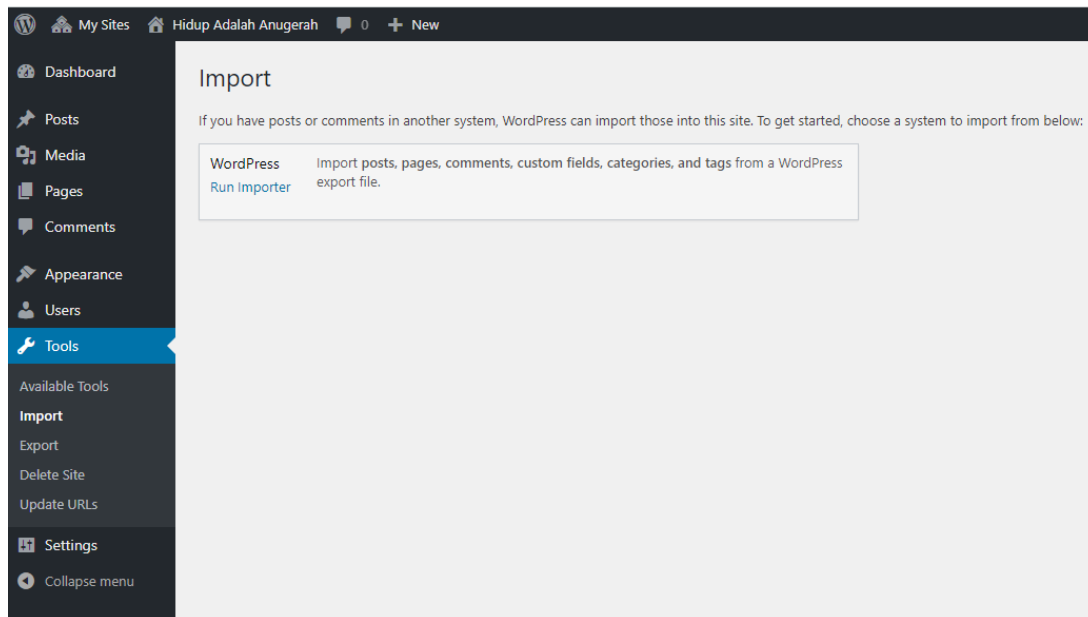 My Sites Hidup Adalah Anugerah 0 New
Dashboard
Posts
Media
Pages
Comments
Appearance
Users
Tools
Available Tools
Import
Export
Delete Site
Update URLs
Settings
Collapse menu
Import
If you have posts or comments in another system, WordPress can import those into this site. To get started, choose a system to import from below:
WordPress
Run Importer
Import posts, pages, comments, custom fields, categories, and tags from a WordPress
export file.